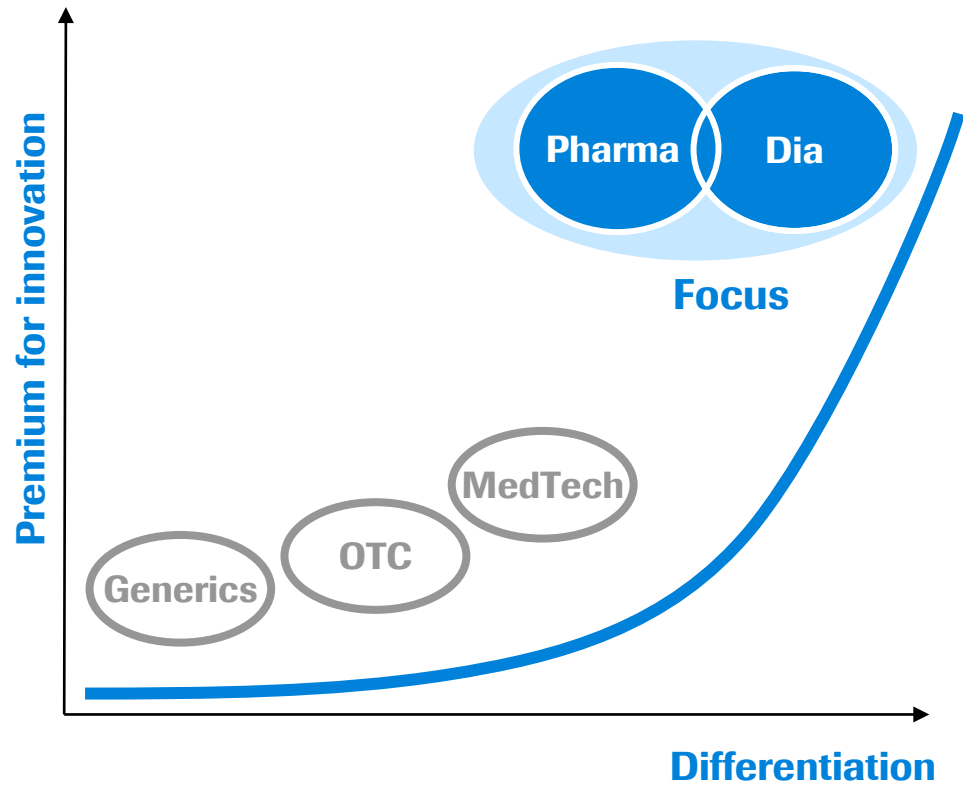 Premium for innovation
Pharma
Dia
Focus
MedTech
OTC
Generics
Differentiation